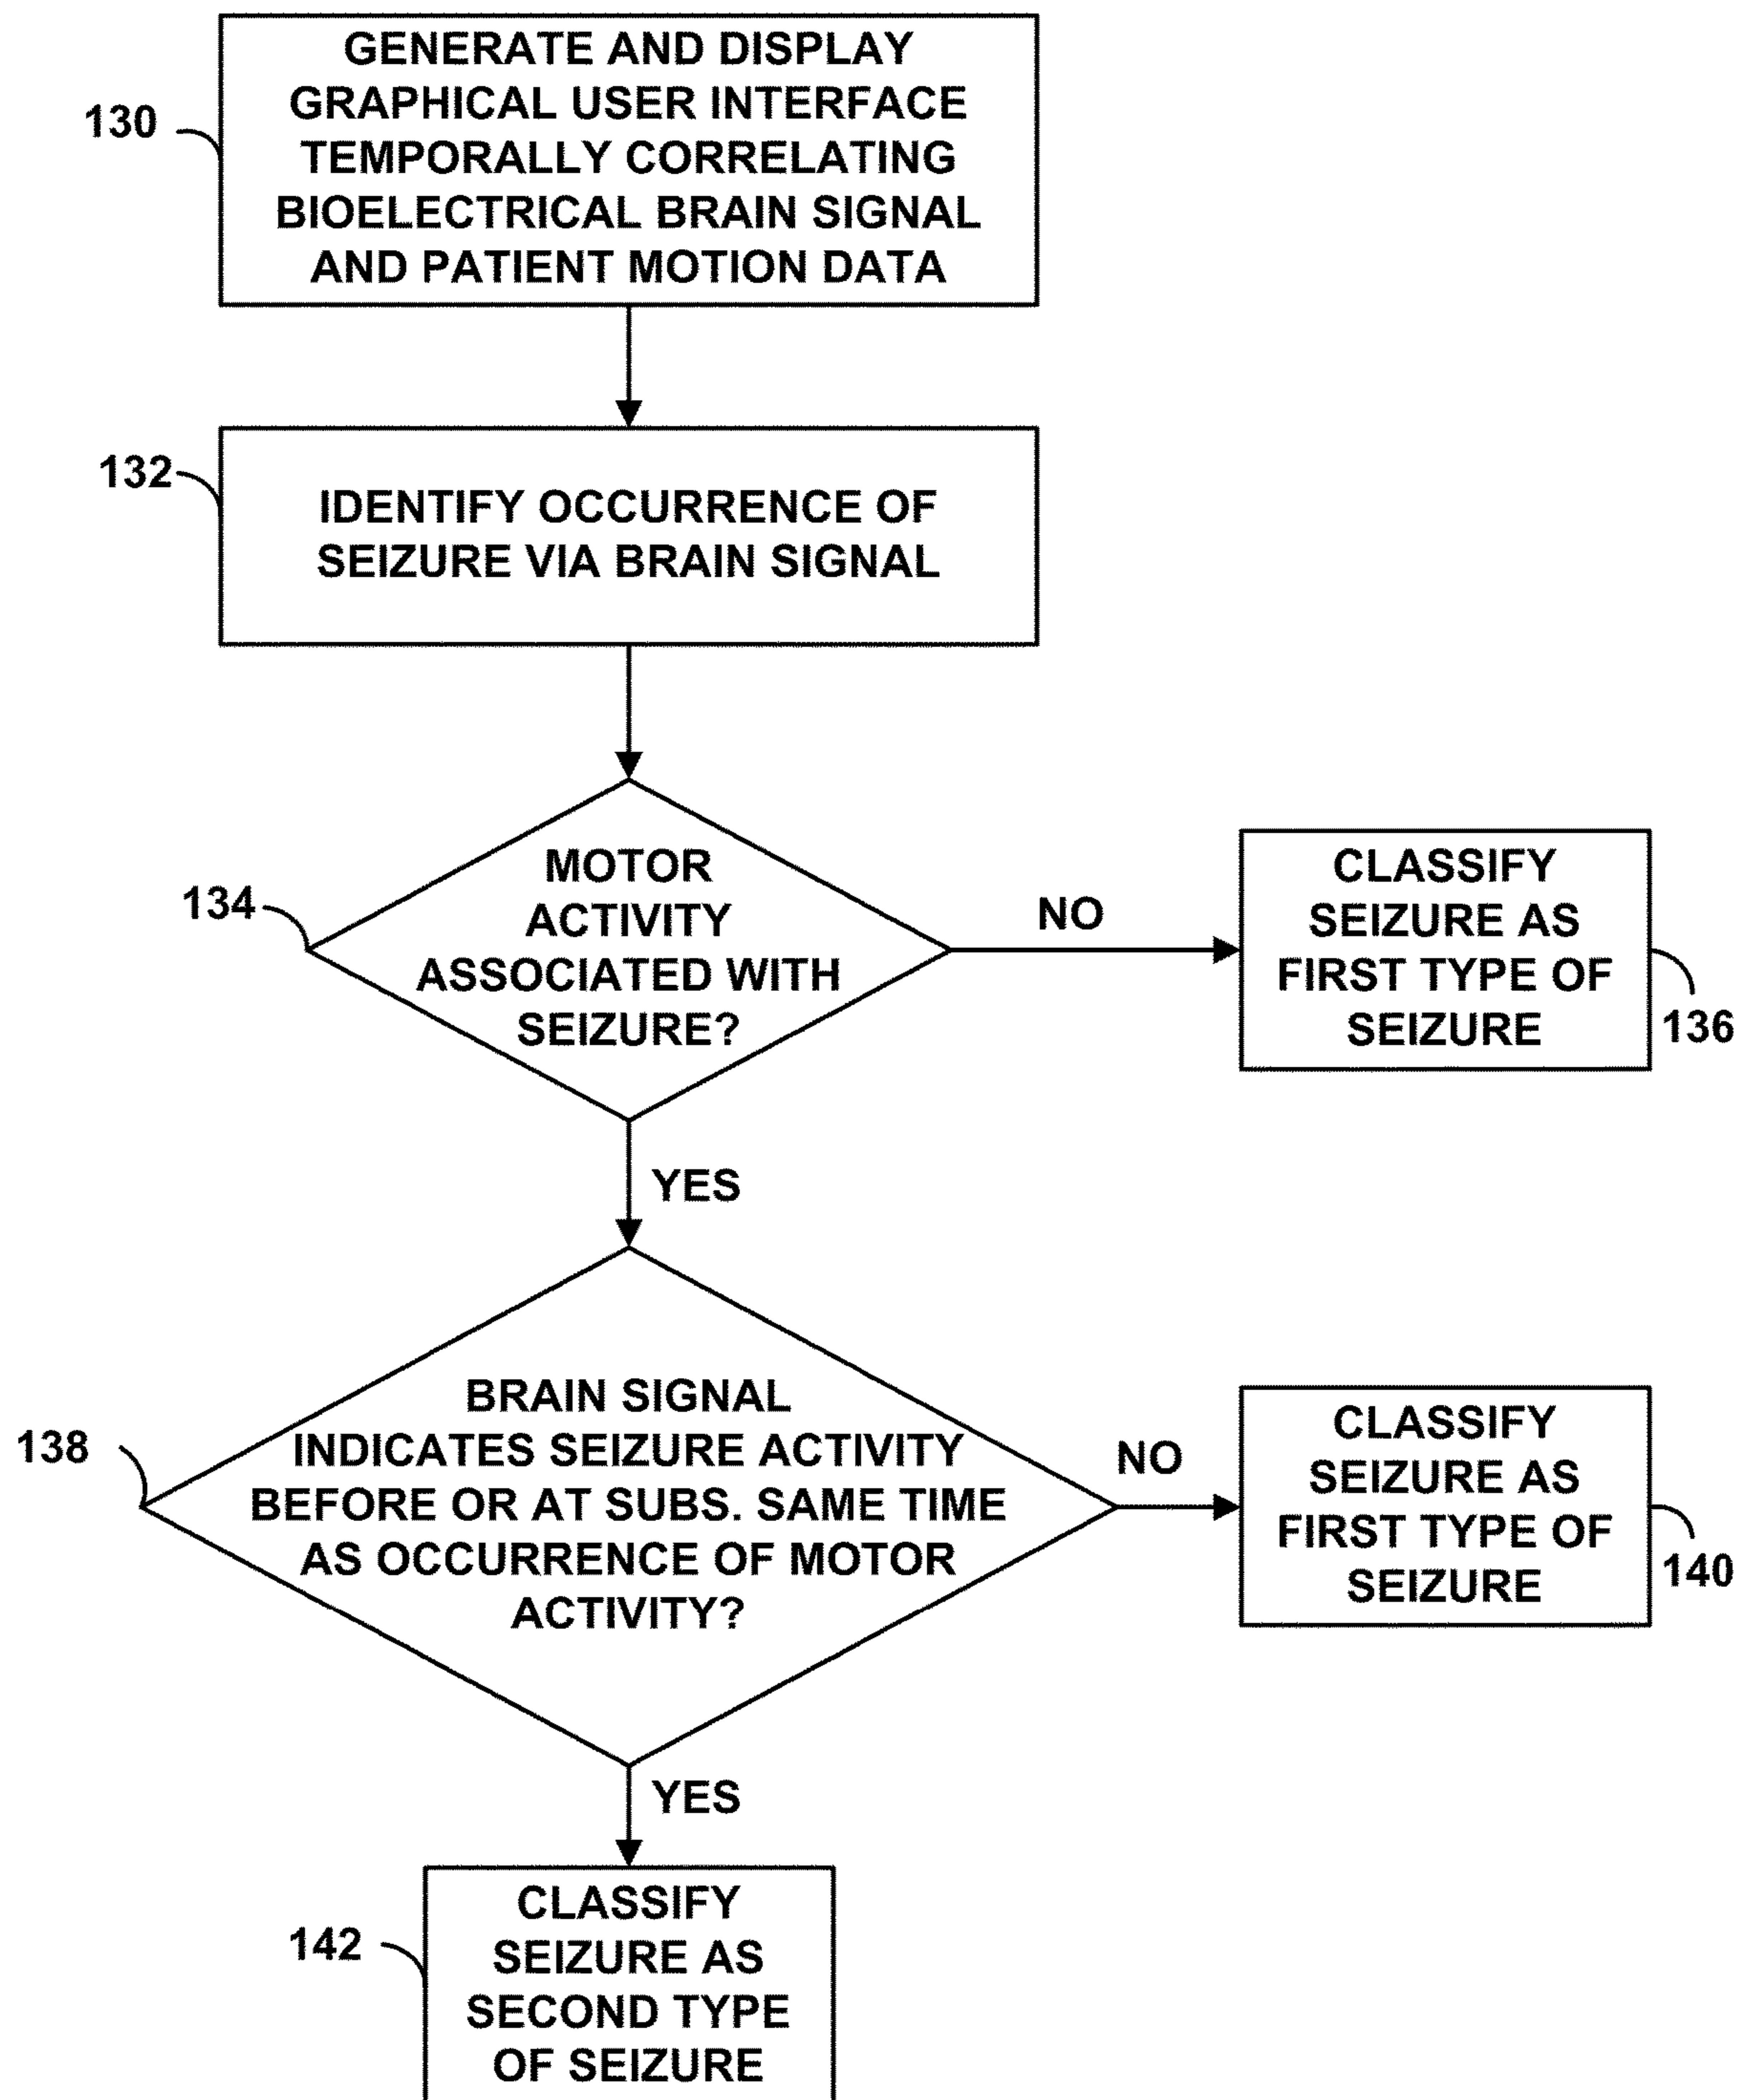 GENERATE AND DISPLAY
GRAPHICAL USER INTERFACE
TEMPORALLY CORRELATING
BIOELECTRICAL BRAIN SIGNAL
AND PATIENT MOTION DATA
130
132
IDENTIFY OCCURRENCE OF
SEIZURE VIA BRAIN SIGNAL
134
MOTOR
ACTIVITY
ASSOCIATED WITH
SEIZURE?
NO
CLASSIFY
SEIZURE AS
FIRST TYPE OF
SEIZURE
136
YES
138
BRAIN SIGNAL
INDICATES SEIZURE ACTIVITY
BEFORE OR AT SUBS. SAME TIME
AS OCCURRENCE OF MOTOR
ACTIVITY?
NO
CLASSIFY
SEIZURE AS
FIRST TYPE OF
SEIZURE
140
YES
142
CLASSIFY
SEIZURE AS
SECOND TYPE
OF SEIZURE